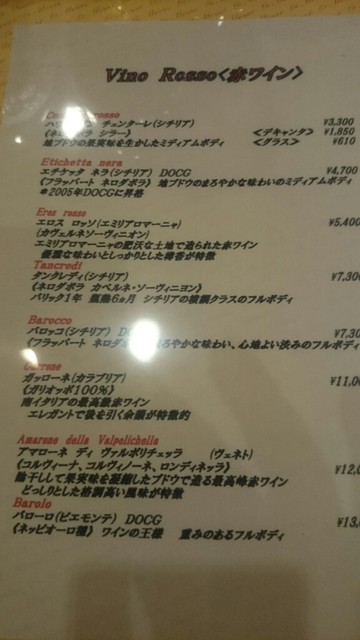 Vino Rosso<赤ワイン>
rosso
チェンターレ(シチリア) ¥3,300
シラー》 <デキャンタ> ¥1,850
地ブドウの果実味を生かしたミディアムボディ <グラス> ¥610
Etichetta nera
エチケッタ ネラ(シチリア) DOCG ¥4,700
《フラッパート ネロダボラ》 地ブドウのまろやかな味わいのミディアムボディ
*2005年DOCGに昇格
Eros rosso
エロス ロッソ(エミリアロマーニャ) ¥5,400
(カヴェルネソーヴィニオン)
エミリアロマーニャの肥沃な土地で造られた赤ワイン
優雅な味わいとしっかりとした
Tancredi
タンクレディ(シチリア) ¥7,300
《ネロダボラ カベルネ・ソーヴィニヨン》
バリック1年 瓶熟6ヵ月 シチリアの クラスのフルボディ
Barocco
バロッコ(シチリア) ¥7,30
《フラッパート ネロダ ろやかな味わい、心地よい渋みのフルボディ
ガッローネ(カラブリア) ¥11,0
《ガリオッポ100%》
南イタリアの最高級赤ワイン
エレガントで後を引く余韻が特徴的
Amarone della Valpolichella
アマローネ ディ ヴァルポリチェッラ (ヴェネト)
《コルヴィーナ、コルヴィノーネ、ロンディネッラ》 ¥12,0
陰干しして果実味を凝縮したブドウで造る最高峰赤ワイン
どっしりとした格調高い風味が特徴
Barolo
バローロ(ピエモンテ) DOCG ¥13,
《ネッビオーロ種》 ワインの王様 重みのあるフルボディ